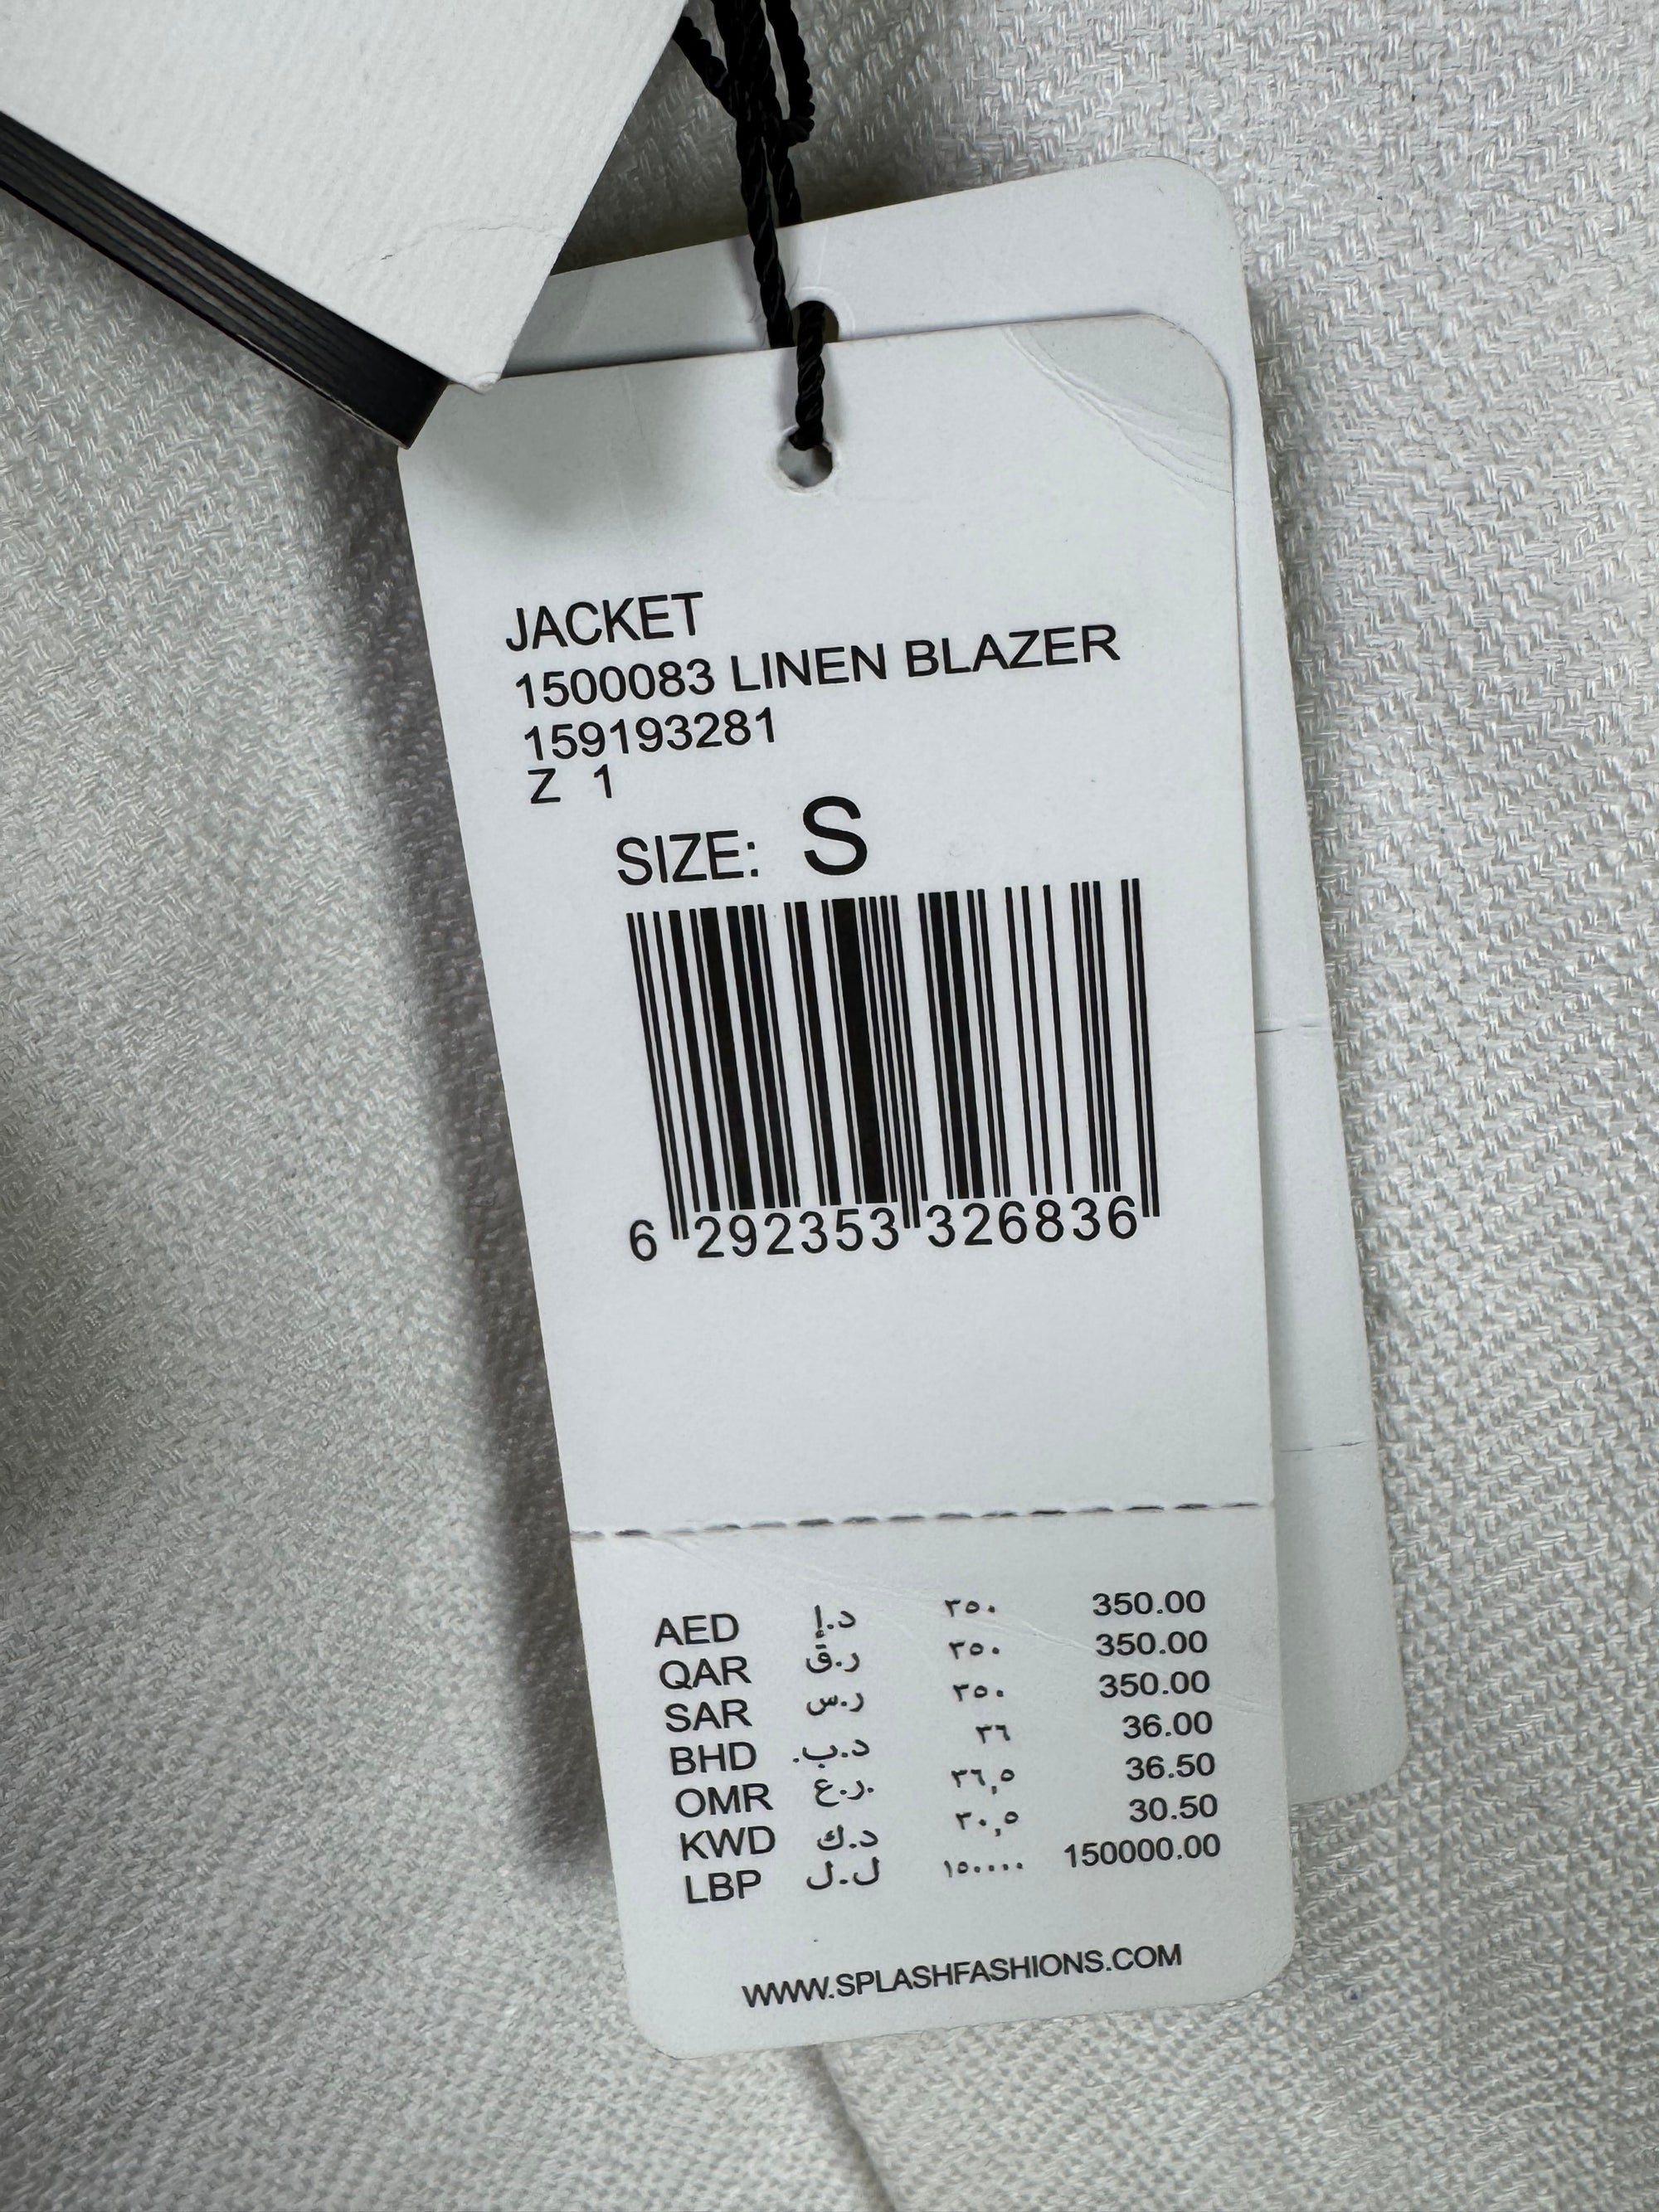 JACKET
1500083 LINEN BLAZER
159193281
Z 1
SIZE: S
6 292353 326836
AED د.إ ٣٥٠ 350.00
QAR ر.ق ٣٥٠ 350.00
SAR ر.س ٣٥٠ 350.00
BHD د.ب. ٣٦ 36.00
OMR ر.ع. ٣٦,٥ 36.50
KWD د.ك ٣٠,٥ 30.50
LBP ل.ل ١٥٠٠٠٠ 150000.00
WWW.SPLASHFASHIONS.COM